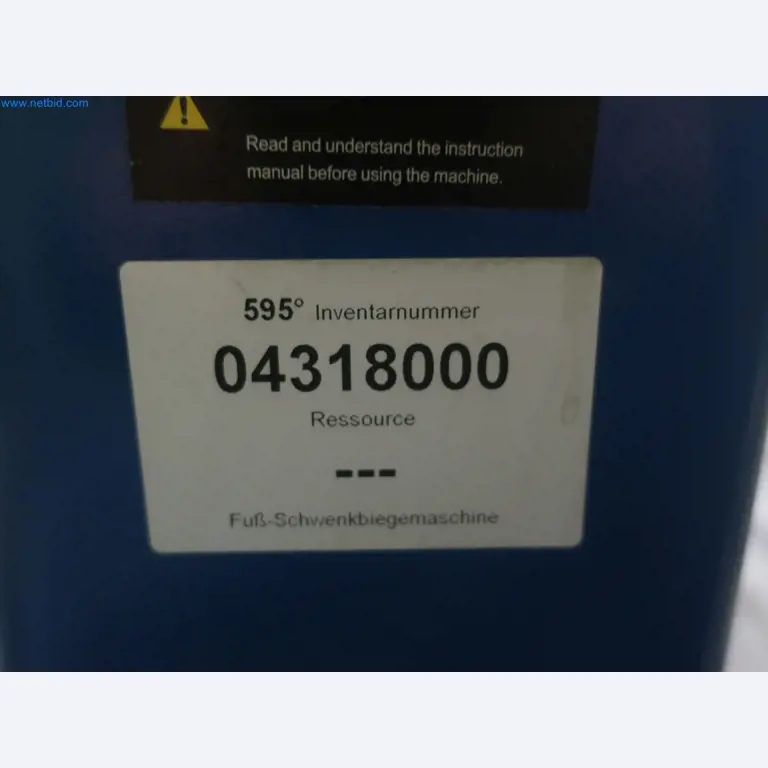 www.netbid.com
Read and understand the instruction
manual before using the machine.
595° Inventarnummer
04318000
Ressource
---
Fuß-Schwenkbiegemaschine